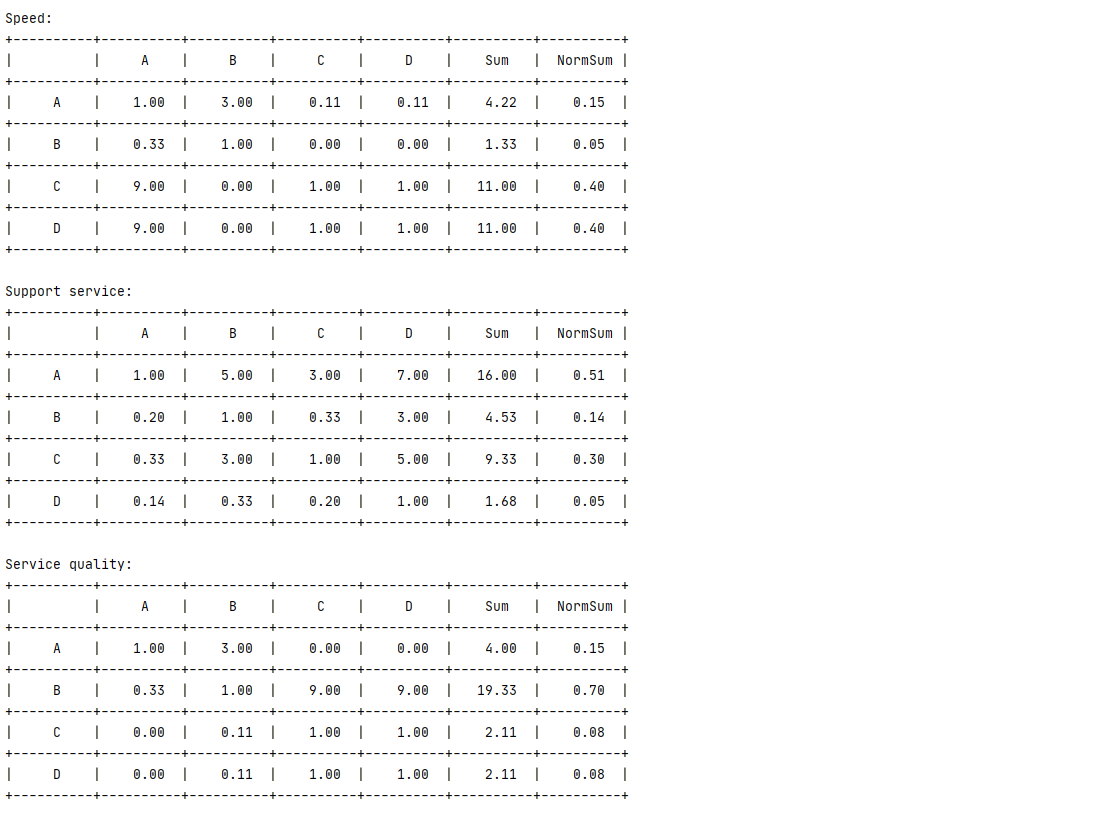 Speed:
+----------+----------+----------+----------+----------+----------+----------+
|          |     A    |     B    |     C    |     D    |    Sum   |  NormSum |
+----------+----------+----------+----------+----------+----------+----------+
|     A    |    1.00  |    3.00  |    0.11  |    0.11  |    4.22  |    0.15  |
+----------+----------+----------+----------+----------+----------+----------+
|     B    |    0.33  |    1.00  |    0.00  |    0.00  |    1.33  |    0.05  |
+----------+----------+----------+----------+----------+----------+----------+
|     C    |    9.00  |    0.00  |    1.00  |    1.00  |   11.00  |    0.40  |
+----------+----------+----------+----------+----------+----------+----------+
|     D    |    9.00  |    0.00  |    1.00  |    1.00  |   11.00  |    0.40  |
+----------+----------+----------+----------+----------+----------+----------+

Support service:
+----------+----------+----------+----------+----------+----------+----------+
|          |     A    |     B    |     C    |     D    |    Sum   |  NormSum |
+----------+----------+----------+----------+----------+----------+----------+
|     A    |    1.00  |    5.00  |    3.00  |    7.00  |   16.00  |    0.51  |
+----------+----------+----------+----------+----------+----------+----------+
|     B    |    0.20  |    1.00  |    0.33  |    3.00  |    4.53  |    0.14  |
+----------+----------+----------+----------+----------+----------+----------+
|     C    |    0.33  |    3.00  |    1.00  |    5.00  |    9.33  |    0.30  |
+----------+----------+----------+----------+----------+----------+----------+
|     D    |    0.14  |    0.33  |    0.20  |    1.00  |    1.68  |    0.05  |
+----------+----------+----------+----------+----------+----------+----------+

Service quality:
+----------+----------+----------+----------+----------+----------+----------+
|          |     A    |     B    |     C    |     D    |    Sum   |  NormSum |
+----------+----------+----------+----------+----------+----------+----------+
|     A    |    1.00  |    3.00  |    0.00  |    0.00  |    4.00  |    0.15  |
+----------+----------+----------+----------+----------+----------+----------+
|     B    |    0.33  |    1.00  |    9.00  |    9.00  |   19.33  |    0.70  |
+----------+----------+----------+----------+----------+----------+----------+
|     C    |    0.00  |    0.11  |    1.00  |    1.00  |    2.11  |    0.08  |
+----------+----------+----------+----------+----------+----------+----------+
|     D    |    0.00  |    0.11  |    1.00  |    1.00  |    2.11  |    0.08  |
+----------+----------+----------+----------+----------+----------+----------+